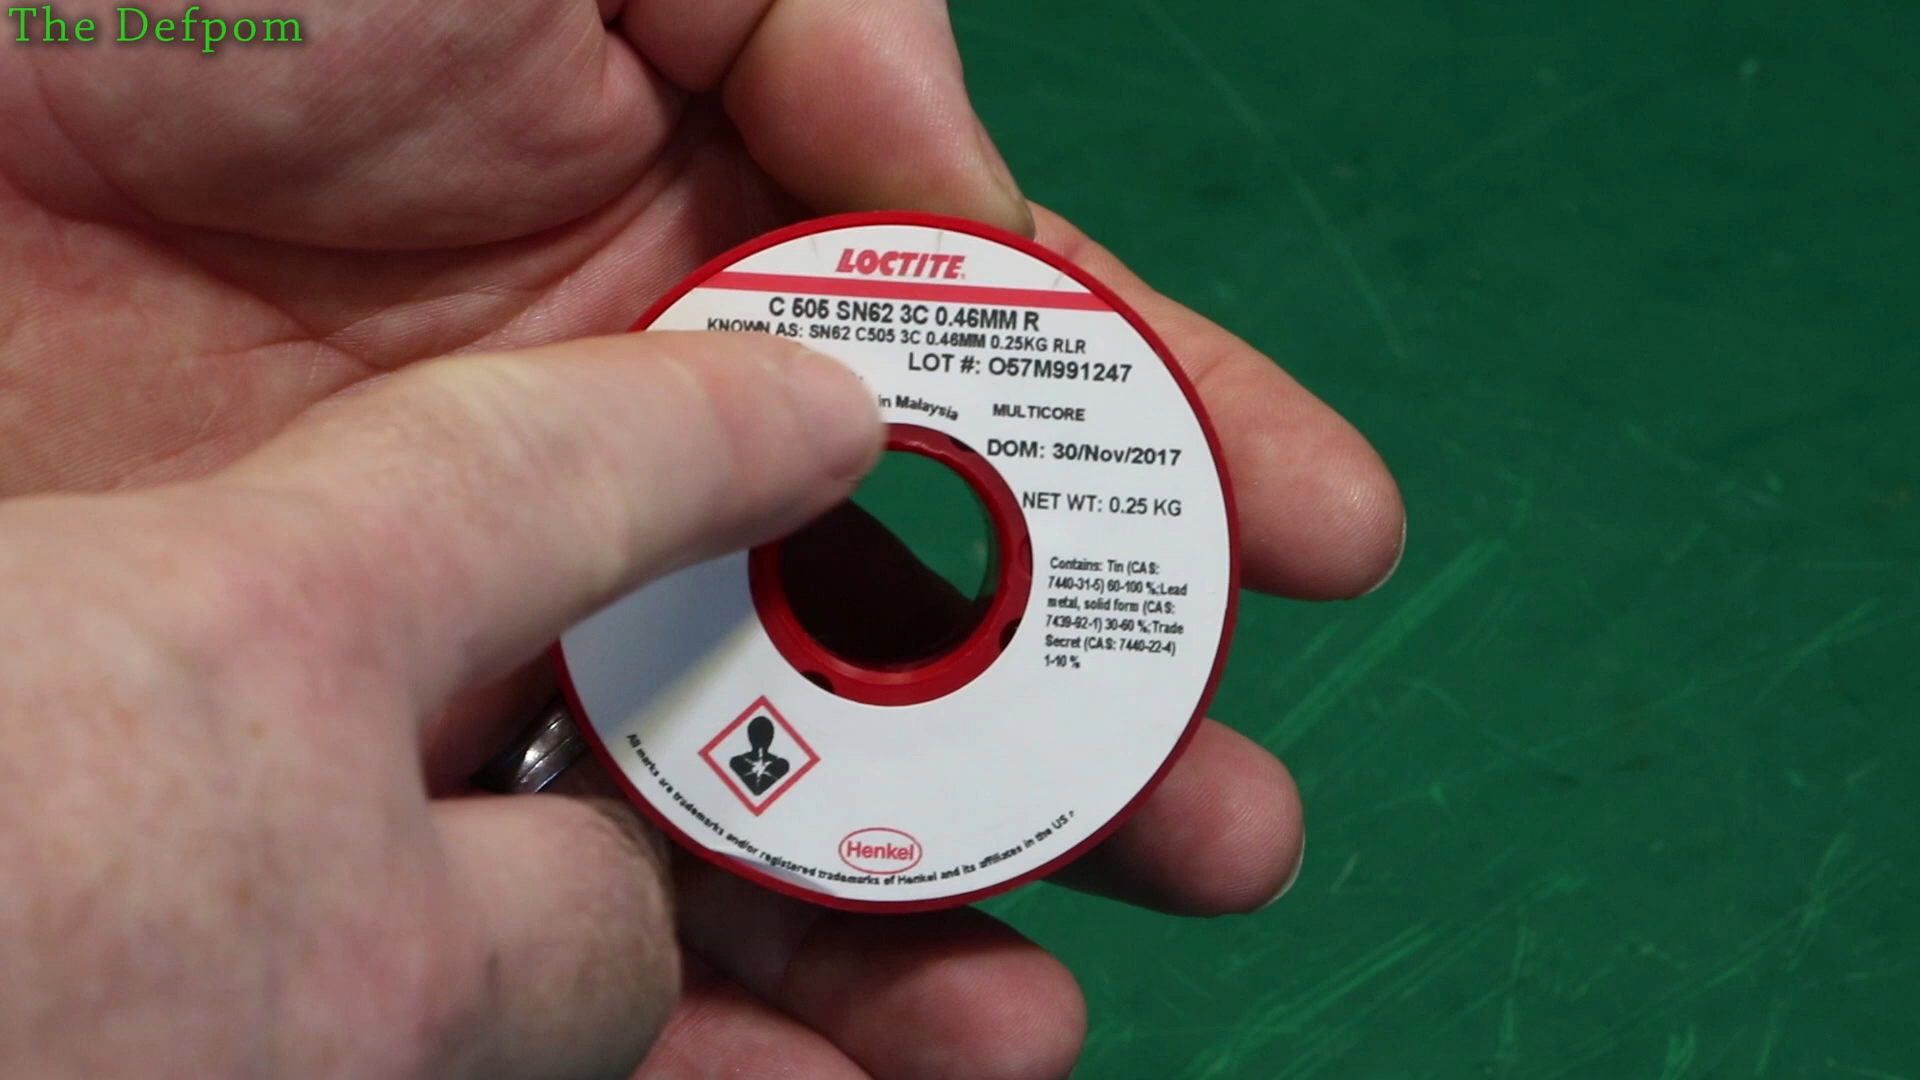 The Defpom
LOCTITE
C 505 SN62 3C 0.46MM R
KNOWN AS: SN62 C505 3C 0.46MM 0.25KG RLR
LOT #: O57M991247
in Malaysia
MULTICORE
DOM: 30/Nov/2017
NET WT: 0.25 KG
Contains: Tin (CAS:
7440-31-5) 60-100 %;Lead
metal, solid form (CAS:
7439-92-1) 30-60 %;Trade
Secret (CAS: 7440-22-4)
1-10 %
Henkel
All marks are trademarks and/or registered trademarks of Henkel and its affiliates in the US